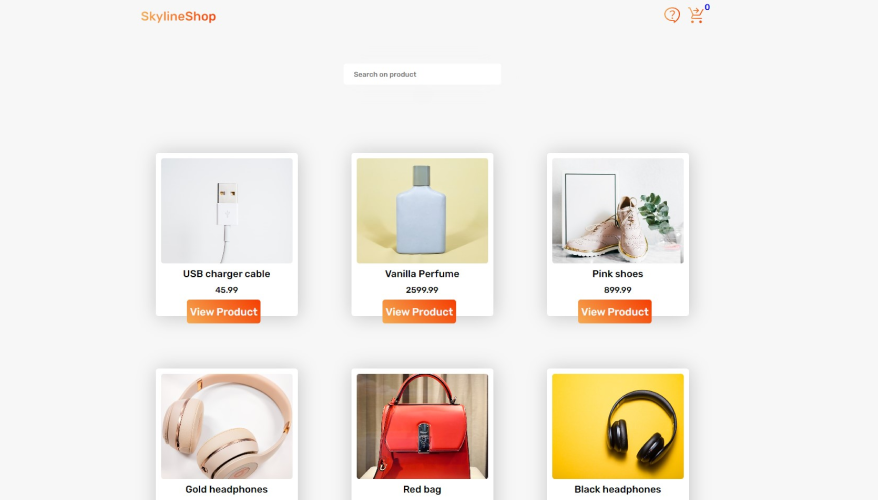 SkylineShop
0
Search on product
USB charger cable
45.99
View Product
Vanilla Perfume
2599.99
View Product
Pink shoes
899.99
View Product
Gold headphones
Red bag
Black headphones